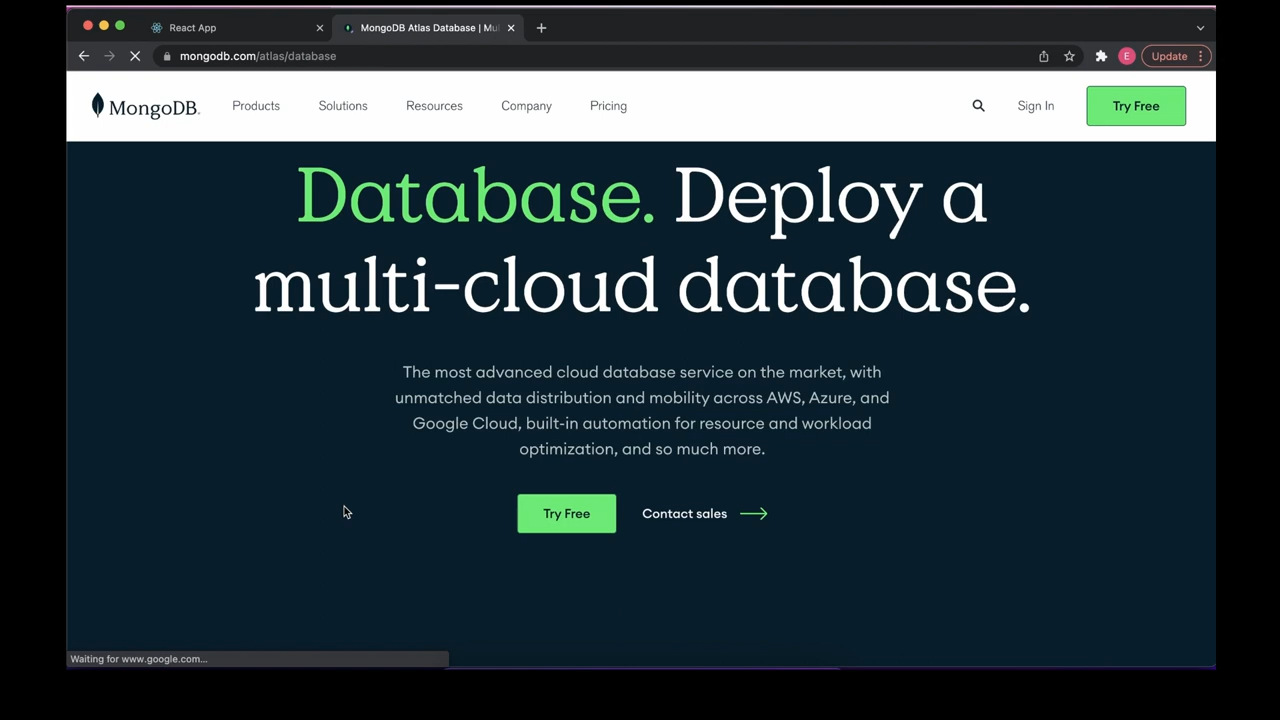 React App
MongoDB Atlas Database | Mul
mongodb.com/atlas/database
E
Update
MongoDB.
Products
Solutions
Resources
Company
Pricing
Sign In
Try Free
Database. Deploy a
multi-cloud database.
The most advanced cloud database service on the market, with
unmatched data distribution and mobility across AWS, Azure, and
Google Cloud, built-in automation for resource and workload
optimization, and so much more.
Try Free
Contact sales
Waiting for www.google.com...